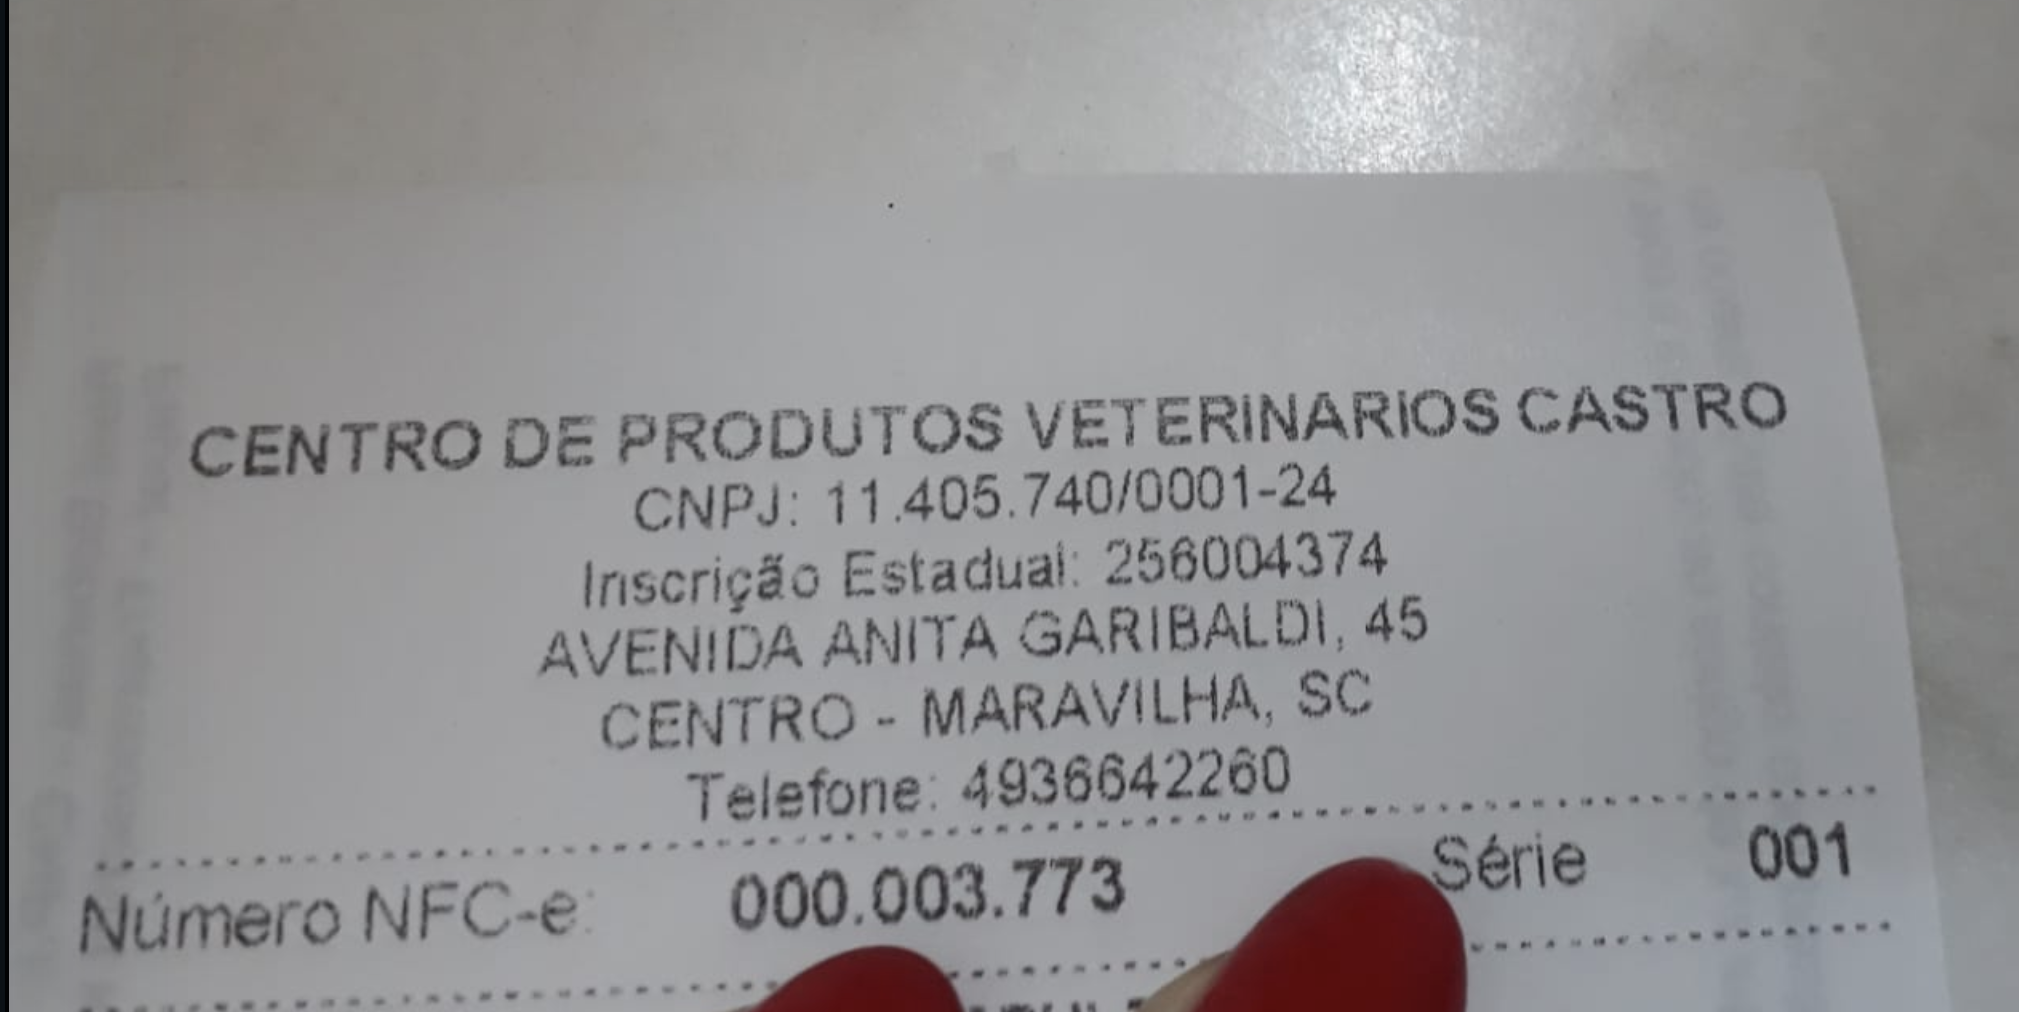 CENTRO DE PRODUTOS VETERINARIOS CASTRO
CNPJ: 11.405.740/0001-24
Inscrição Estadual: 256004374
AVENIDA ANITA GARIBALDI, 45
CENTRO - MARAVILHA, SC
Telefone: 4936642260
Número NFC-e: 000.003.773 Série 001